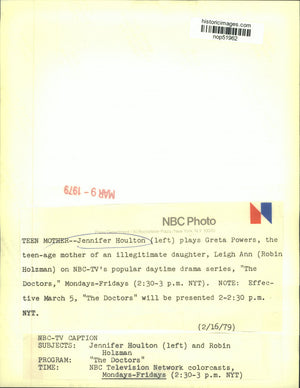 historicimages.com
nop51962
MAR - 9 1979
NBC Photo
TEEN MOTHER--Jennifer Houlton (left) plays Greta Powers, the
teen-age mother of an illegitimate daughter, Leigh Ann (Robin
Holzman) on NBC-TV's popular daytime drama series, "The
Doctors," Mondays-Fridays (2:30-3 p.m. NYT). NOTE: Effec-
tive March 5, "The Doctors" will be presented 2-2:30 p.m.
NYT.
(2/16/79)
NBC-TV CAPTION
SUBJECTS: Jennifer Houlton (left) and Robin
Holzman
PROGRAM: "The Doctors"
TIME: NBC Television Network colorcasts,
Mondays-Fridays (2:30-3 p.m. NYT)